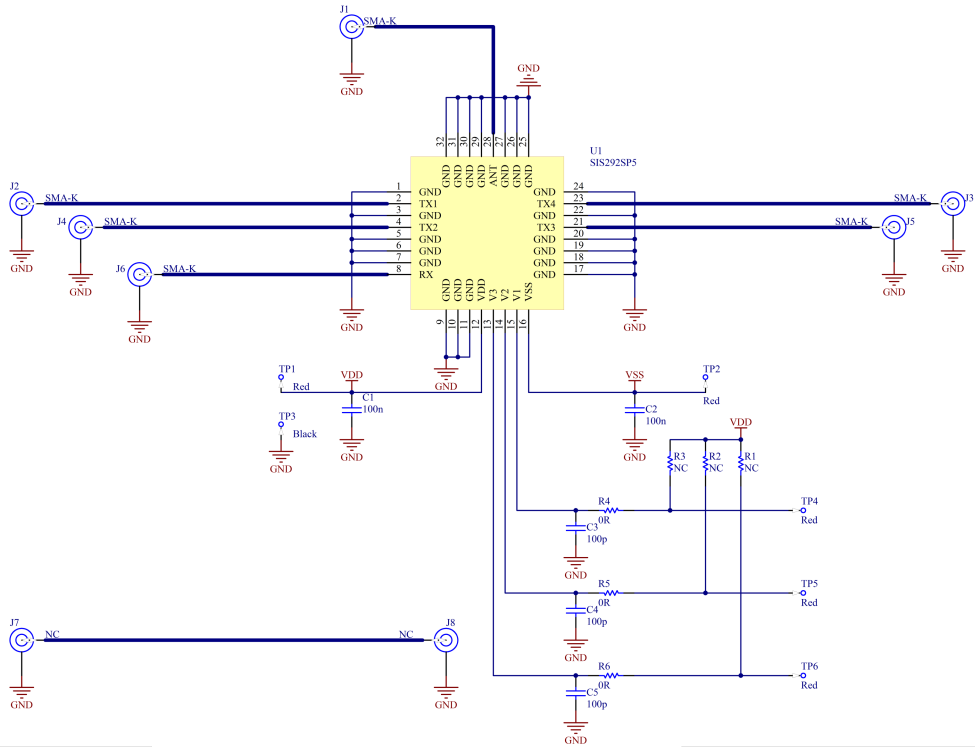 J1
SMA-K
GND
GND
32
31
30
29
28
27
26
25
U1
SIS292SP5
GND
GND
GND
GND
ANT
GND
GND
GND
J2
SMA-K
GND
J4
SMA-K
GND
J6
SMA-K
GND
1
2
3
4
5
6
7
8
GND
TX1
GND
TX2
GND
GND
GND
RX
GND
TX4
GND
TX3
GND
GND
GND
GND
24
23
22
21
20
19
18
17
SMA-K
J3
GND
SMA-K
J5
GND
GND
GND
GND
GND
GND
VDD
V3
V2
V1
VSS
9
10
11
12
13
14
15
16
GND
TP1
Red
VDD
C1
100n
GND
TP3
Black
GND
VSS
C2
100n
GND
TP2
Red
VDD
R3
NC
R2
NC
R1
NC
R4
0R
C3
100p
GND
TP4
Red
R5
0R
C4
100p
GND
TP5
Red
R6
0R
C5
100p
GND
TP6
Red
J7
NC
GND
NC
J8
GND